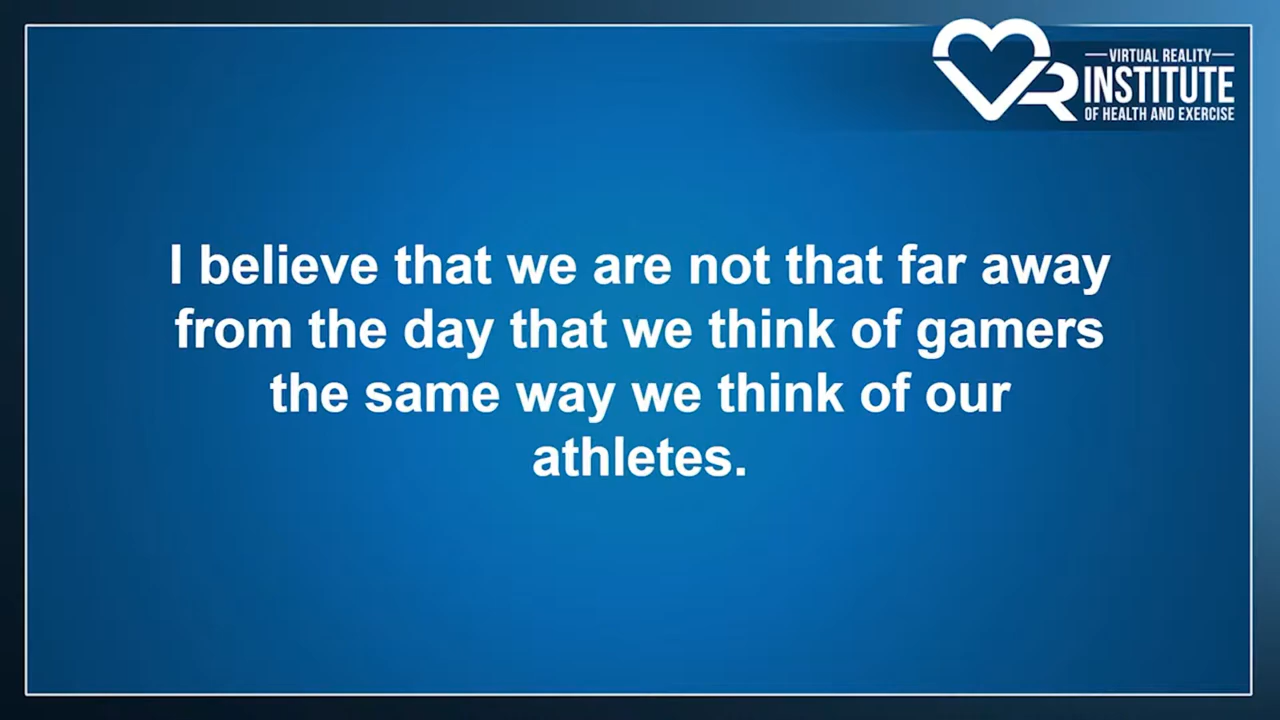 VIRTUAL REALITY
INSTITUTE
OF HEALTH AND EXERCISE
I believe that we are not that far away
from the day that we think of gamers
the same way we think of our
athletes.